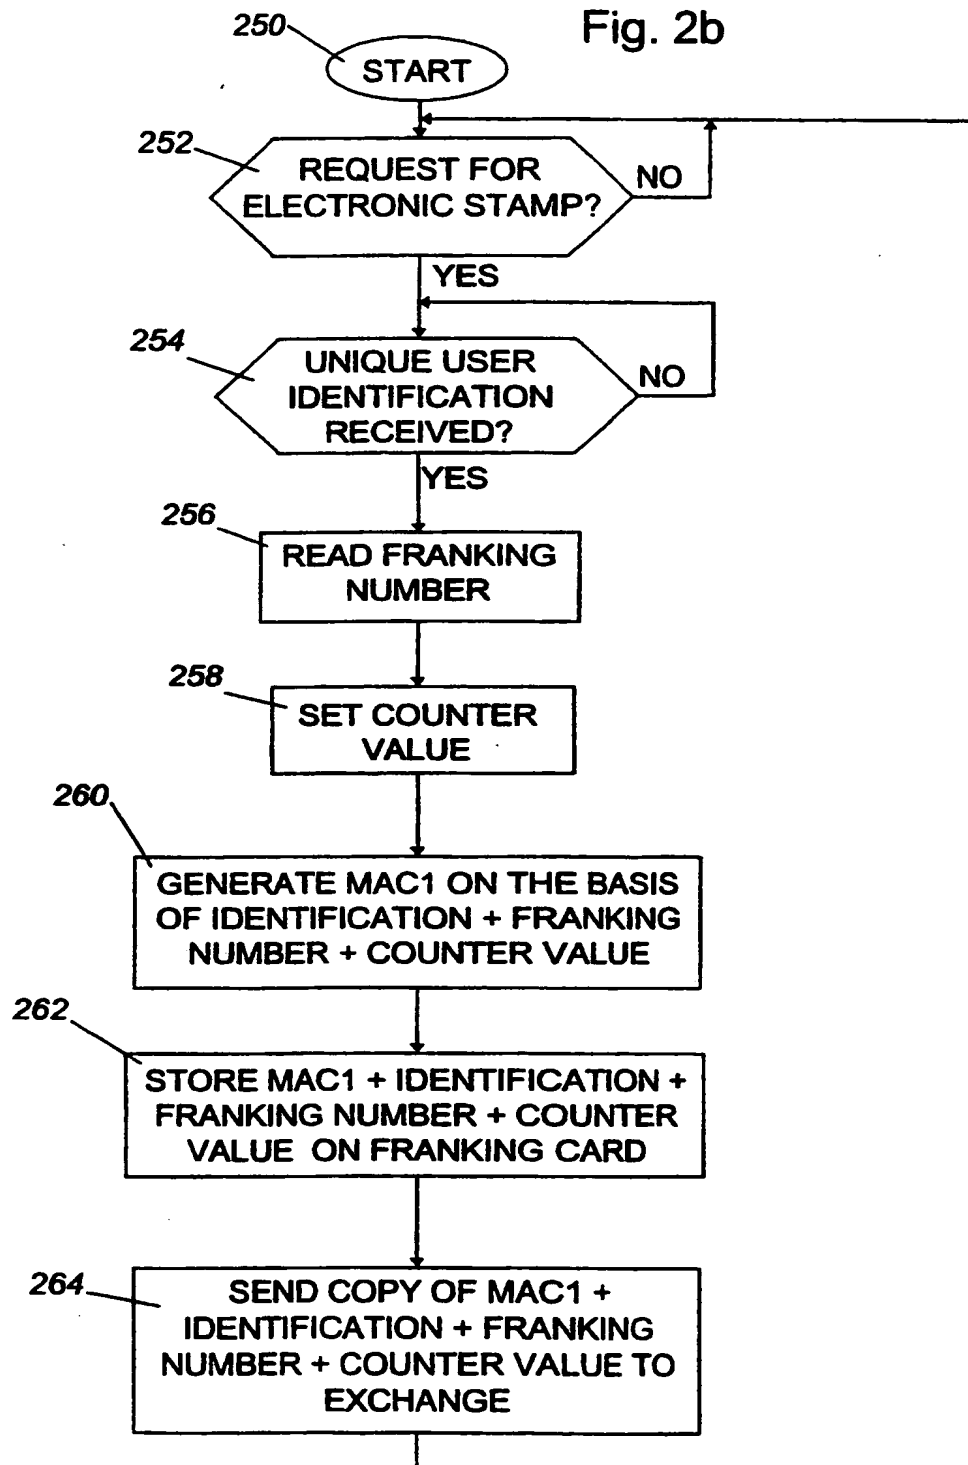 Fig. 2b
250
START
252
REQUEST FOR
ELECTRONIC STAMP?
NO
YES
254
UNIQUE USER
IDENTIFICATION
RECEIVED?
NO
YES
256
READ FRANKING
NUMBER
258
SET COUNTER
VALUE
260
GENERATE MAC1 ON THE BASIS
OF IDENTIFICATION + FRANKING
NUMBER + COUNTER VALUE
262
STORE MAC1 + IDENTIFICATION +
FRANKING NUMBER + COUNTER
VALUE ON FRANKING CARD
264
SEND COPY OF MAC1 +
IDENTIFICATION + FRANKING
NUMBER + COUNTER VALUE TO
EXCHANGE